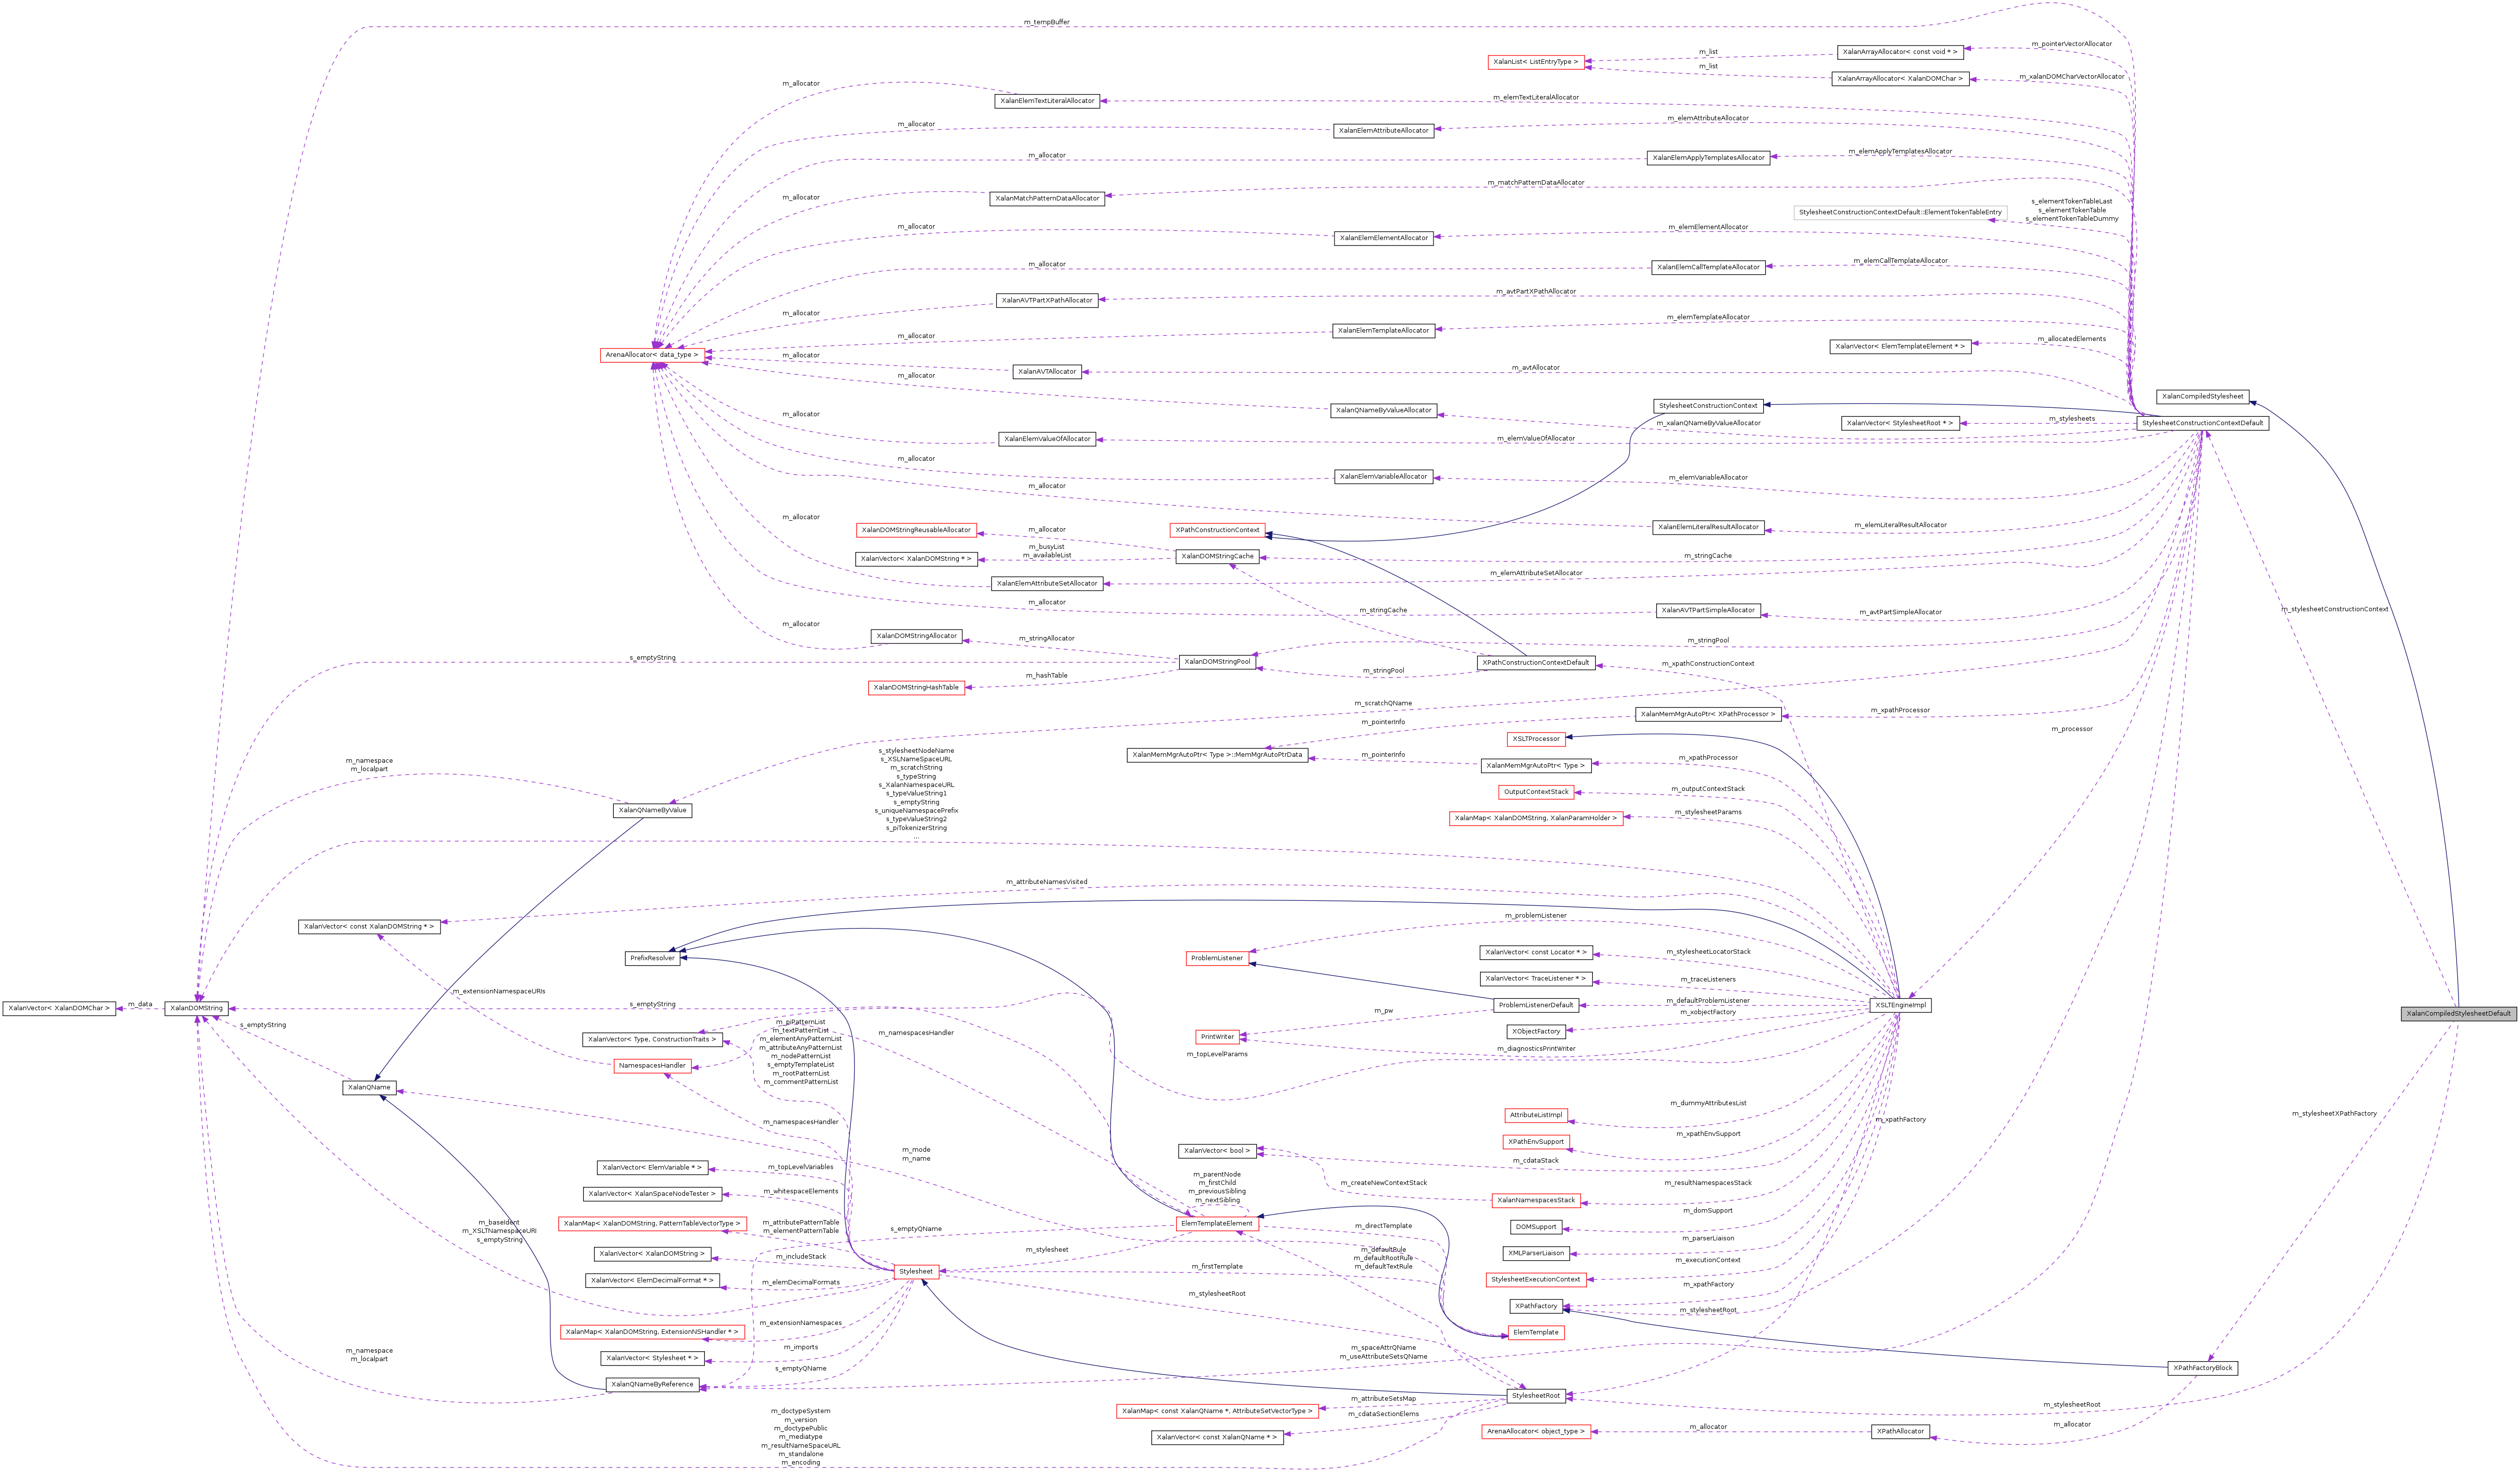 m_tempBuffer
m_pointerVectorAllocator
XalanArrayAllocator< const void * >
m_list
XalanList< ListEntryType >
m_list
XalanArrayAllocator< XalanDOMChar >
m_xalanDOMCharVectorAllocator
m_allocator
XalanElemTextLiteralAllocator
m_elemTextLiteralAllocator
m_allocator
XalanElemAttributeAllocator
m_elemAttributeAllocator
m_allocator
XalanElemApplyTemplatesAllocator
m_elemApplyTemplatesAllocator
m_allocator
XalanMatchPatternDataAllocator
m_matchPatternDataAllocator
StylesheetConstructionContextDefault::ElementTokenTableEntry
s_elementTokenTableLast
s_elementTokenTable
s_elementTokenTableDummy
m_allocator
XalanElemElementAllocator
m_elemElementAllocator
m_allocator
XalanElemCallTemplateAllocator
m_elemCallTemplateAllocator
m_allocator
XalanAVTPartXPathAllocator
m_avtPartXPathAllocator
m_allocator
XalanElemTemplateAllocator
m_elemTemplateAllocator
ArenaAllocator< data_type >
m_allocator
XalanAVTAllocator
m_avtAllocator
XalanVector< ElemTemplateElement * >
m_allocatedElements
m_allocator
XalanQNameByValueAllocator
m_xalanQNameByValueAllocator
StylesheetConstructionContext
XalanCompiledStylesheet
XalanVector< StylesheetRoot * >
m_stylesheets
StylesheetConstructionContextDefault
m_allocator
XalanElemValueOfAllocator
m_elemValueOfAllocator
m_allocator
XalanElemVariableAllocator
m_elemVariableAllocator
m_allocator
XalanElemLiteralResultAllocator
m_elemLiteralResultAllocator
m_allocator
XalanDOMStringReusableAllocator
m_allocator
XPathConstructionContext
XalanVector< XalanDOMString * >
m_busyList
m_availableList
XalanDOMStringCache
m_stringCache
XalanElemAttributeSetAllocator
m_elemAttributeSetAllocator
m_allocator
m_stringCache
XalanAVTPartSimpleAllocator
m_avtPartSimpleAllocator
m_stylesheetConstructionContext
m_allocator
XalanDOMStringAllocator
m_stringAllocator
m_stringPool
s_emptyString
XalanDOMStringPool
XPathConstructionContextDefault
m_xpathConstructionContext
m_stringPool
XalanDOMStringHashTable
m_hashTable
m_scratchQName
XalanMemMgrAutoPtr< XPathProcessor >
m_xpathProcessor
m_pointerInfo
m_processor
XSLTProcessor
XalanMemMgrAutoPtr< Type >::MemMgrAutoPtrData
m_pointerInfo
XalanMemMgrAutoPtr< Type >
m_xpathProcessor
m_namespace
m_localpart
s_stylesheetNodeName
s_XSLNameSpaceURL
m_scratchString
s_typeString
s_XalanNamespaceURL
s_typeValueString1
s_emptyString
s_uniqueNamespacePrefix
s_typeValueString2
s_piTokenizerString
...
XalanQNameByValue
OutputContextStack
m_outputContextStack
XalanMap< XalanDOMString, XalanParamHolder >
m_stylesheetParams
m_attributeNamesVisited
XalanVector< const XalanDOMString * >
m_problemListener
PrefixResolver
ProblemListener
XalanVector< const Locator * >
m_stylesheetLocatorStack
XalanVector< TraceListener * >
m_traceListeners
m_extensionNamespaceURIs
XalanVector< XalanDOMChar >
m_data
XalanDOMString
s_emptyString
ProblemListenerDefault
m_defaultProblemListener
XSLTEngineImpl
XalanCompiledStylesheetDefault
m_pw
m_xobjectFactory
s_emptyString
XalanVector< Type, ConstructionTraits >
m_piPatternList
m_textPatternList
m_elementAnyPatternList
m_attributeAnyPatternList
m_nodePatternList
s_emptyTemplateList
m_rootPatternList
m_commentPatternList
m_namespacesHandler
PrintWriter
XObjectFactory
m_diagnosticsPrintWriter
m_topLevelParams
NamespacesHandler
XalanQName
m_dummyAttributesList
AttributeListImpl
m_xpathFactory
m_stylesheetXPathFactory
m_namespacesHandler
XPathEnvSupport
m_xpathEnvSupport
m_mode
m_name
XalanVector< bool >
m_cdataStack
XalanVector< ElemVariable * >
m_topLevelVariables
m_parentNode
m_firstChild
m_previousSibling
m_nextSibling
m_createNewContextStack
m_resultNamespacesStack
XalanVector< XalanSpaceNodeTester >
m_whitespaceElements
XalanNamespacesStack
m_domSupport
XalanMap< XalanDOMString, PatternTableVectorType >
m_attributePatternTable
m_elementPatternTable
s_emptyQName
ElemTemplateElement
m_directTemplate
DOMSupport
m_baseIdent
m_XSLTNamespaceURI
s_emptyString
m_parserLiaison
XalanVector< XalanDOMString >
m_includeStack
m_stylesheet
m_defaultRule
m_defaultRootRule
m_defaultTextRule
XMLParserLiaison
m_executionContext
Stylesheet
m_firstTemplate
XalanVector< ElemDecimalFormat * >
m_elemDecimalFormats
StylesheetExecutionContext
m_xpathFactory
m_stylesheetRoot
XPathFactory
m_stylesheetRoot
m_extensionNamespaces
XalanMap< XalanDOMString, ExtensionNSHandler * >
ElemTemplate
m_namespace
m_localpart
m_imports
XalanVector< Stylesheet * >
m_spaceAttrQName
m_useAttributeSetsQName
s_emptyQName
XPathFactoryBlock
XalanQNameByReference
StylesheetRoot
m_attributeSetsMap
m_stylesheetRoot
XalanMap< const XalanQName *, AttributeSetVectorType >
m_cdataSectionElems
m_doctypeSystem
m_version
m_doctypePublic
m_mediatype
m_resultNameSpaceURL
m_standalone
m_encoding
XalanVector< const XalanQName * >
ArenaAllocator< object_type >
m_allocator
XPathAllocator
m_allocator